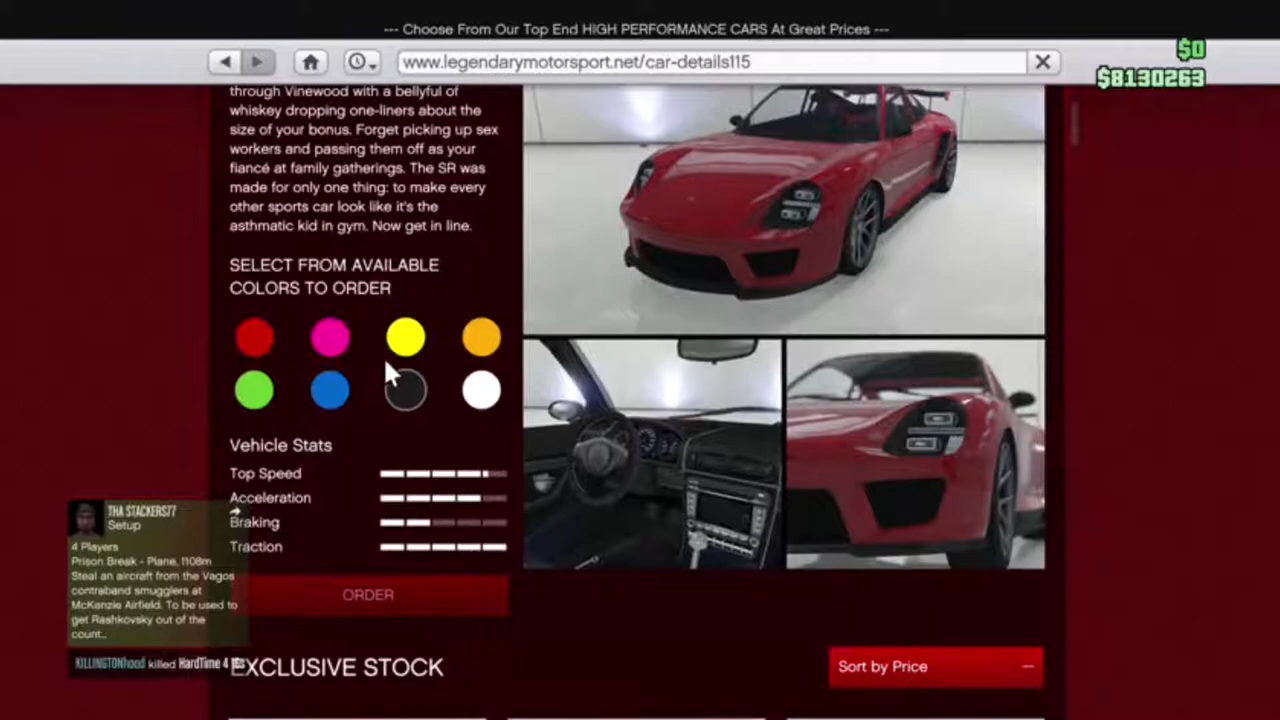 --- Choose From Our Top End HIGH PERFORMANCE CARS At Great Prices ---
www.legendarymotorsport.net/car-details115
$0
$8130263
through Vinewood with a bellyful of
whiskey dropping one-liners about the
size of your bonus. Forget picking up sex
workers and passing them off as your
fiancé at family gatherings. The SR was
made for only one thing: to make every
other sports car look like it's the
asthmatic kid in gym. Now get in line.
SELECT FROM AVAILABLE
COLORS TO ORDER
Vehicle Stats
Top Speed
Acceleration
Braking
Traction
ORDER
THA STACKERS77
Setup
4 Players
Prison Break - Plane, 1108m
Steal an aircraft from the Vagos
contraband smugglers at
McKenzie Airfield. To be used to
get Rashkovsky out of the
count...
KILLINGTONhood killed HardTime 4
EXCLUSIVE STOCK
Sort by Price